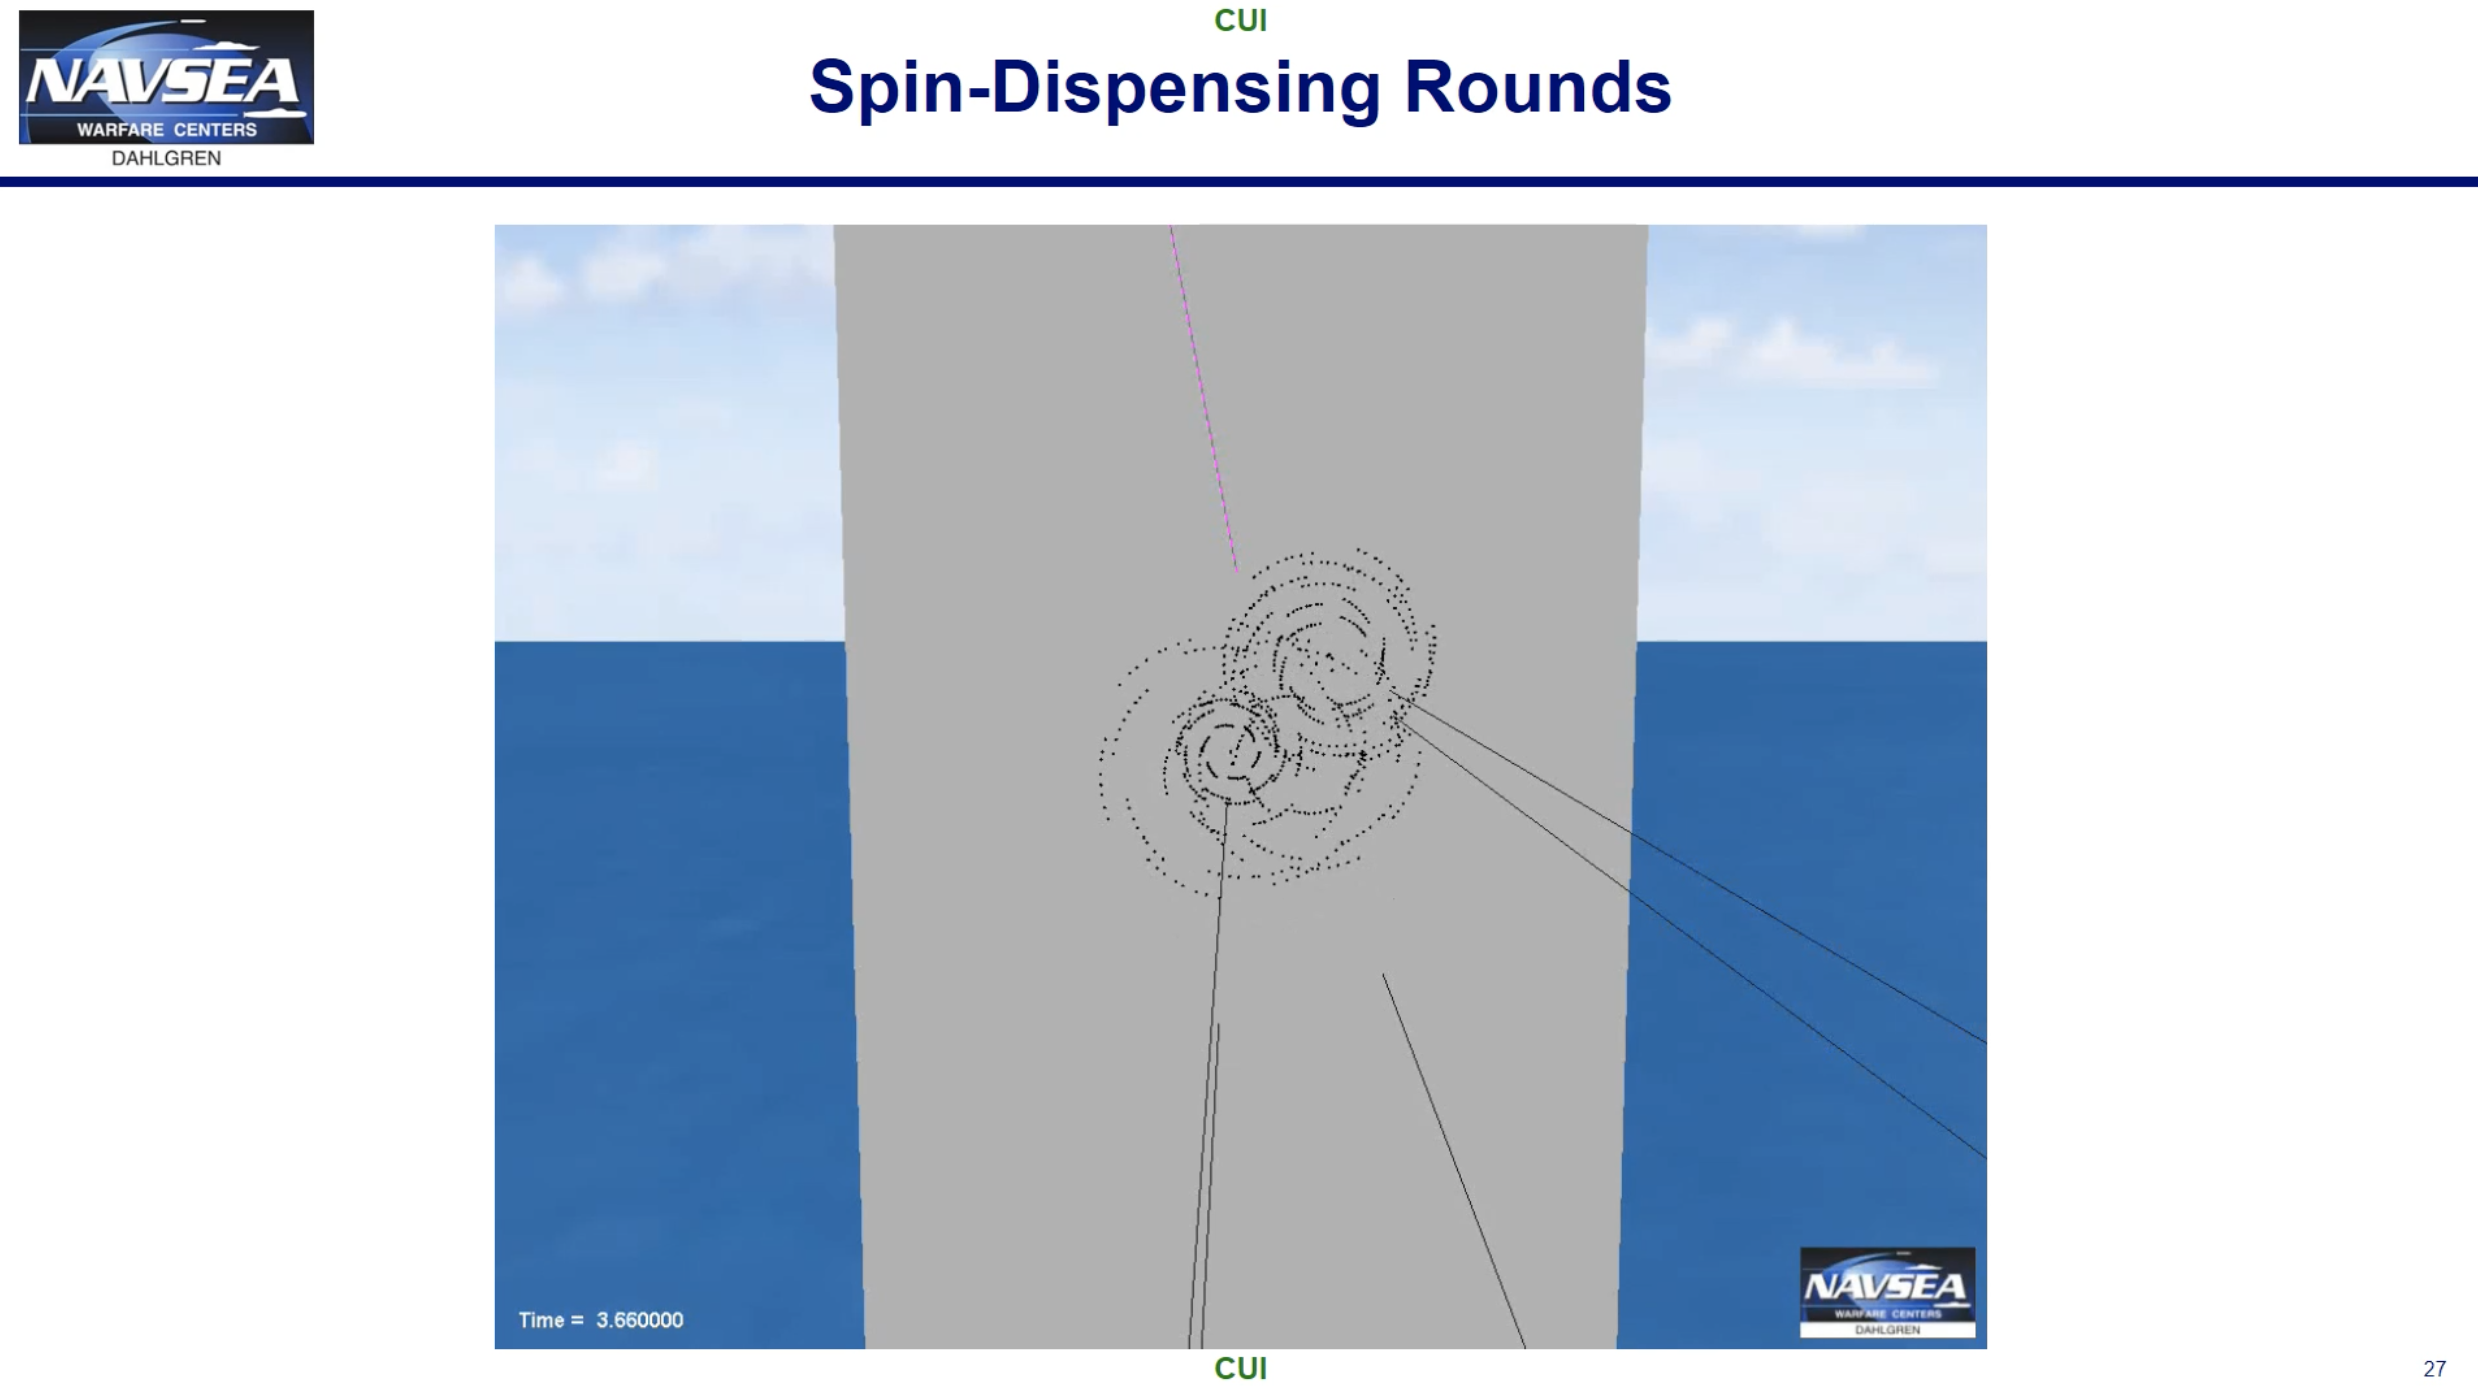 CUI
NAVSEA
WARFARE CENTERS
DAHLGREN
Spin-Dispensing Rounds
Time = 3.660000
NAVSEA
WARFARE CENTERS
DAHLGREN
CUI
27